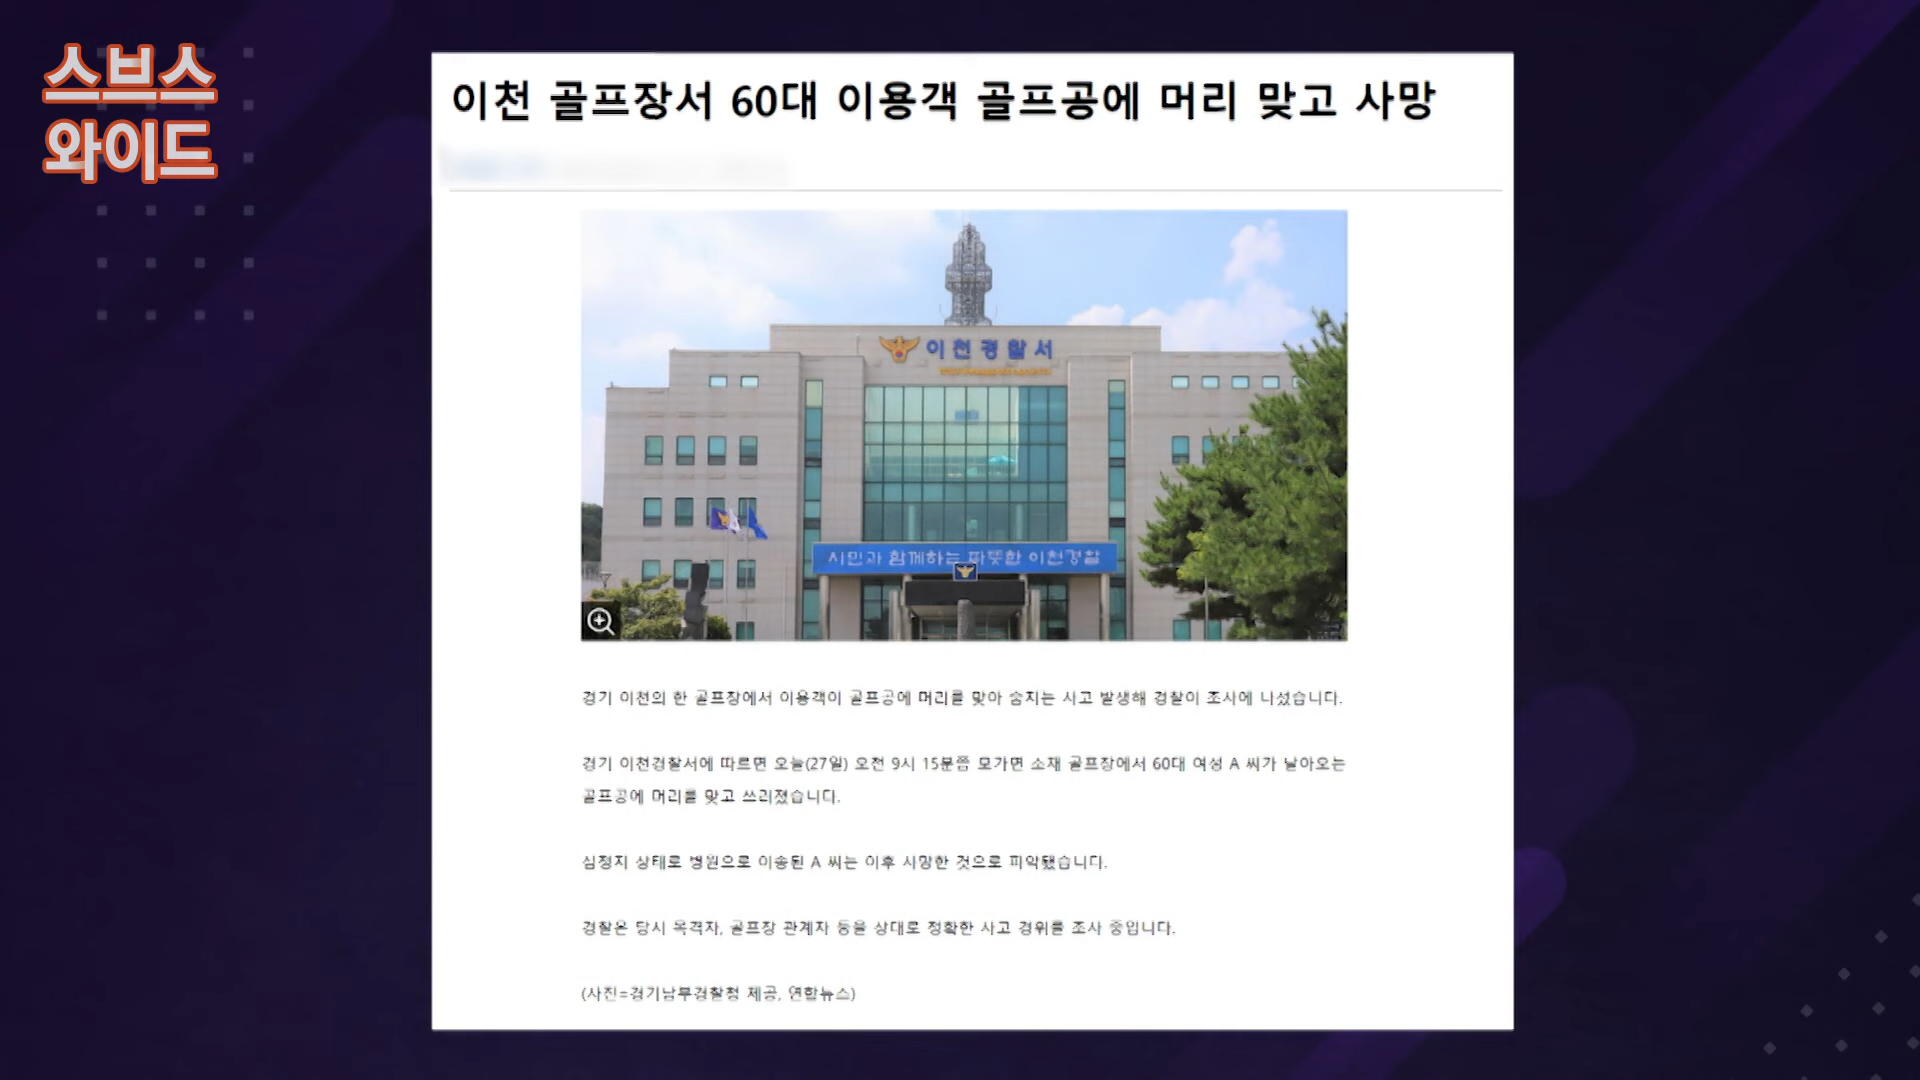 스브스
와이드
이천 골프장서 60대 이용객 골프공에 머리 맞고 사망
이천경찰서
시민과 함께하는 따뜻한 이천경찰
경기 이천의 한 골프장에서 이용객이 골프공에 머리를 맞아 숨지는 사고 발생해 경찰이 조사에 나섰습니다.
경기 이천경찰서에 따르면 오늘(27일) 오전 9시 15분쯤 모가면 소재 골프장에서 60대 여성 A 씨가 날아오는
골프공에 머리를 맞고 쓰러졌습니다.
심정지 상태로 병원으로 이송된 A 씨는 이후 사망한 것으로 파악됐습니다.
경찰은 당시 목격자, 골프장 관계자 등을 상대로 정확한 사고 경위를 조사 중입니다.
(사진=경기남부경찰청 제공, 연합뉴스)